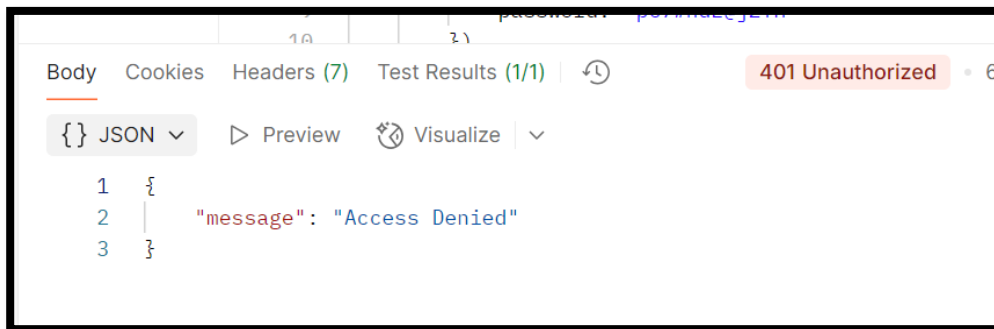 10 })
Body Cookies Headers (7) Test Results (1/1) 401 Unauthorized
{} JSON Preview Visualize
1 {
2 "message": "Access Denied"
3 }